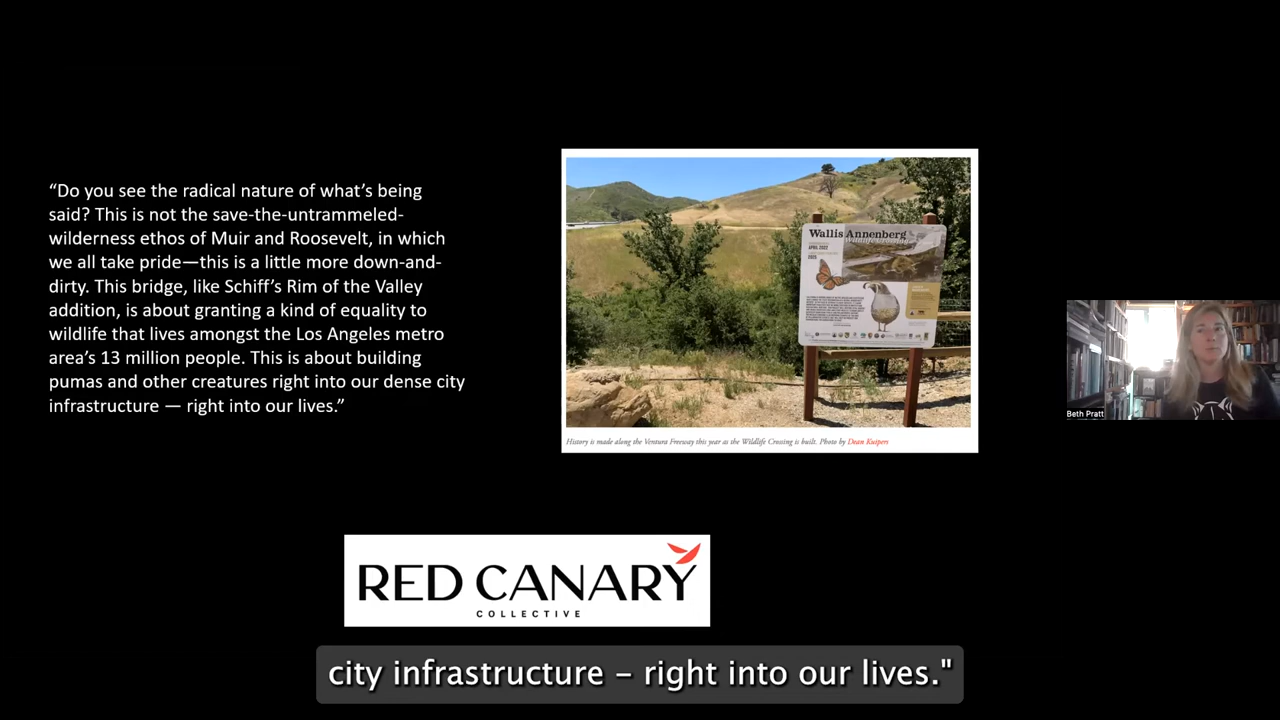 “Do you see the radical nature of what’s being
said? This is not the save-the-untrammeled-
wilderness ethos of Muir and Roosevelt, in which
we all take pride—this is a little more down-and-
dirty. This bridge, like Schiff’s Rim of the Valley
addition, is about granting a kind of equality to
wildlife that lives amongst the Los Angeles metro
area’s 13 million people. This is about building
pumas and other creatures right into our dense city
infrastructure — right into our lives.”
Wallis Annenberg
APRIL 2022
2025
History is made along the Ventura Freeway this year as the Wildlife Crossing is built. Photo by Dean Kuipers
Beth Pratt
RED CANARY
COLLECTIVE
city infrastructure – right into our lives."